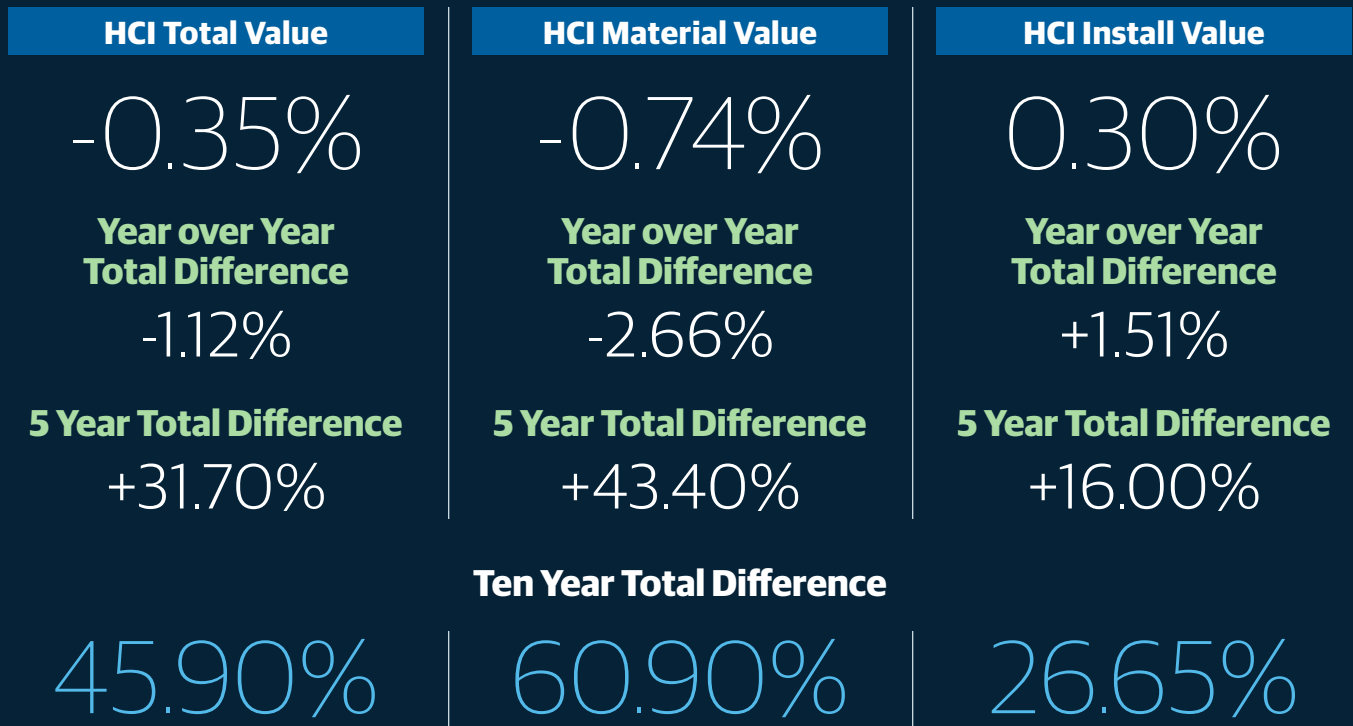 HCI Total Value
-0.35%
Year over Year
Total Difference
-1.12%
5 Year Total Difference
+31.70%
HCI Material Value
-0.74%
Year over Year
Total Difference
-2.66%
5 Year Total Difference
+43.40%
HCI Install Value
0.30%
Year over Year
Total Difference
+1.51%
5 Year Total Difference
+16.00%
Ten Year Total Difference
45.90%
60.90%
26.65%